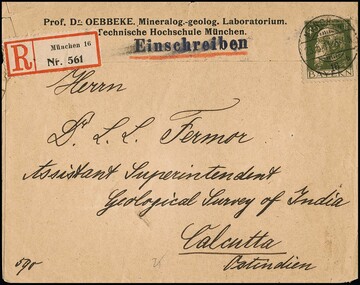 Prof. Dr. OEBBEKE. Mineralog.-geolog. Laboratorium.
Technische Hochschule München.
Einschreiben
R
München 16
Nr. 561
BAYERN
Herrn
Dr. L. L. Fermor
Assistant Superintendent
Geological Survey of India
Calcutta
Ostindien